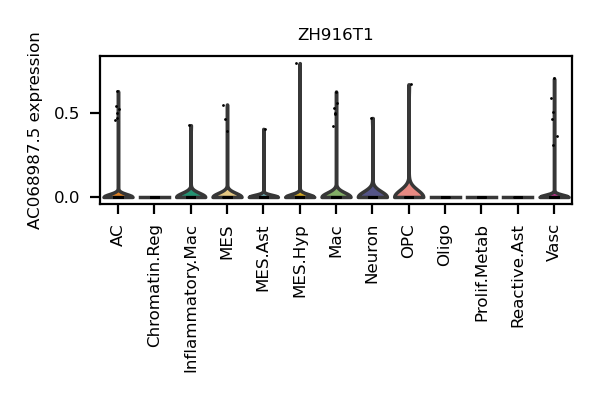 ZH916T1
AC068987.5 expression
0.5
0.0
AC
Chromatin.Reg
Inflammatory.Mac
MES
MES.Ast
MES.Hyp
Mac
Neuron
OPC
Oligo
Prolif.Metab
Reactive.Ast
Vasc